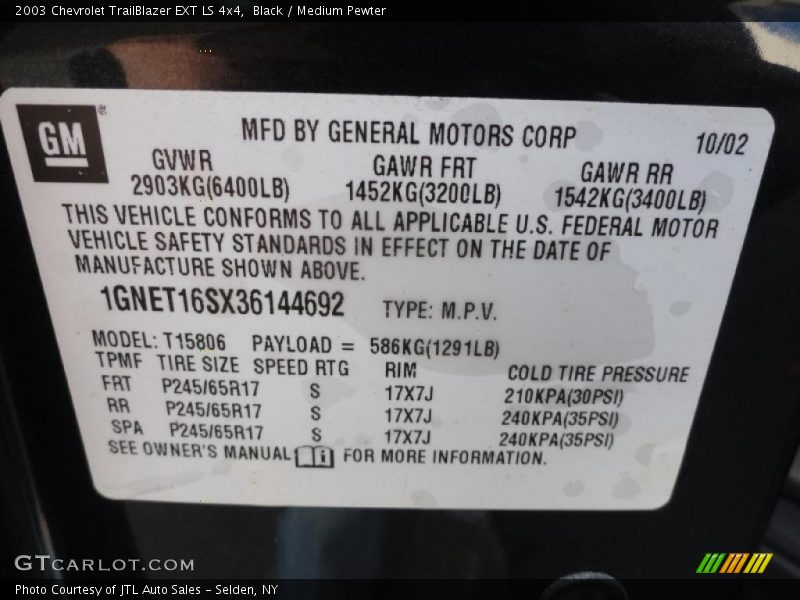 2003 Chevrolet TrailBlazer EXT LS 4x4, Black / Medium Pewter
GM®
MFD BY GENERAL MOTORS CORP 10/02
GVWR GAWR FRT GAWR RR
2903KG(6400LB) 1452KG(3200LB) 1542KG(3400LB)
THIS VEHICLE CONFORMS TO ALL APPLICABLE U.S. FEDERAL MOTOR
VEHICLE SAFETY STANDARDS IN EFFECT ON THE DATE OF
MANUFACTURE SHOWN ABOVE.
1GNET16SX36144692 TYPE: M.P.V.
MODEL: T15806 PAYLOAD = 586KG(1291LB)
TPMF TIRE SIZE SPEED RTG RIM COLD TIRE PRESSURE
FRT P245/65R17 S 17X7J 210KPA(30PSI)
RR P245/65R17 S 17X7J 240KPA(35PSI)
SPA P245/65R17 S 17X7J 240KPA(35PSI)
SEE OWNER'S MANUAL i FOR MORE INFORMATION.
GTCARLOT.COM
Photo Courtesy of JTL Auto Sales - Selden, NY